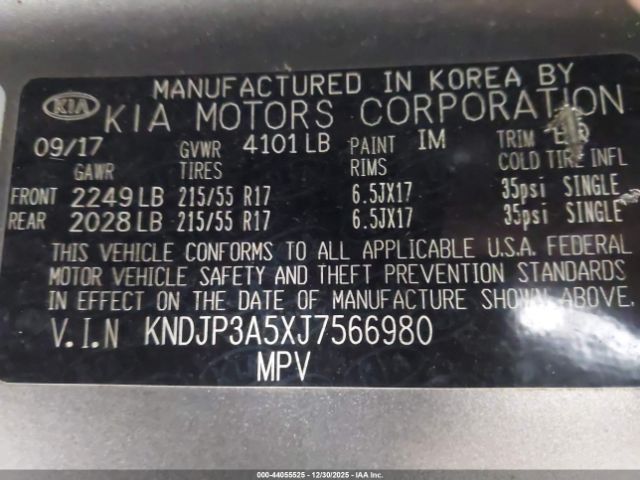 MANUFACTURED IN KOREA BY
KIA KIA MOTORS CORPORATION
09/17 GVWR 4101 LB PAINT IM TRIM
GAWR TIRES RIMS COLD TIRE INFL
FRONT 2249 LB 215/55 R17 6.5JX17 35psi SINGLE
REAR 2028 LB 215/55 R17 6.5JX17 35psi SINGLE
THIS VEHICLE CONFORMS TO ALL APPLICABLE U.S.A. FEDERAL
MOTOR VEHICLE SAFETY AND THEFT PREVENTION STANDARDS
IN EFFECT ON THE DATE OF MANUFACTURE SHOWN ABOVE.
V.I.N KNDJP3A5XJ7566980
MPV
000-44055525 - 12/30/2025 - IAA Inc.